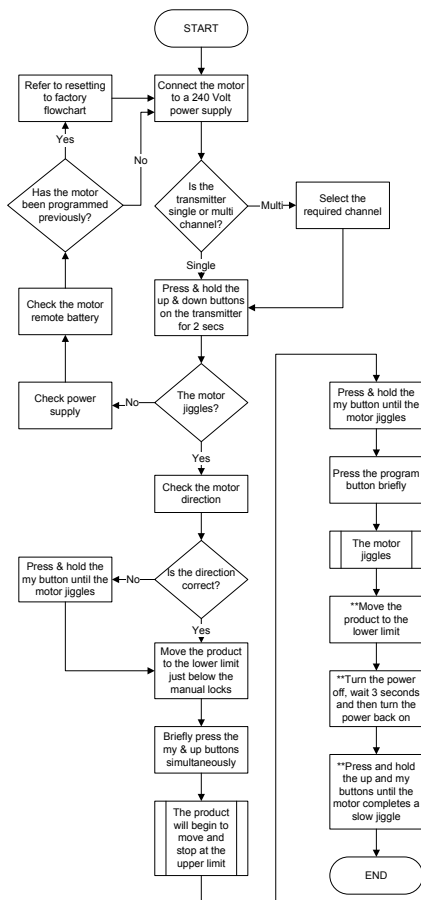 START
Refer to resetting
to factory
flowchart
Connect the motor
to a 240 Volt
power supply
Yes
No
Has the motor
been programmed
previously?
Is the
transmitter
single or multi
channel?
Multi
Select the
required channel
Single
Check the motor
remote battery
Press & hold the
up & down buttons
on the transmitter
for 2 secs
Check power
supply
No
The motor
jiggles?
Yes
Check the motor
direction
Press & hold the
my button until the
motor jiggles
No
Is the direction
correct?
Yes
Move the product
to the lower limit
just below the
manual locks
Briefly press the
my & up buttons
simultaneously
The product
will begin to
move and
stop at the
upper limit
Press & hold the
my button until the
motor jiggles
Press the program
button briefly
The motor
jiggles
**Move the
product to the
lower limit
**Turn the power
off, wait 3 seconds
and then turn the
power back on
**Press and hold
the up and my
buttons until the
motor completes a
slow jiggle
END